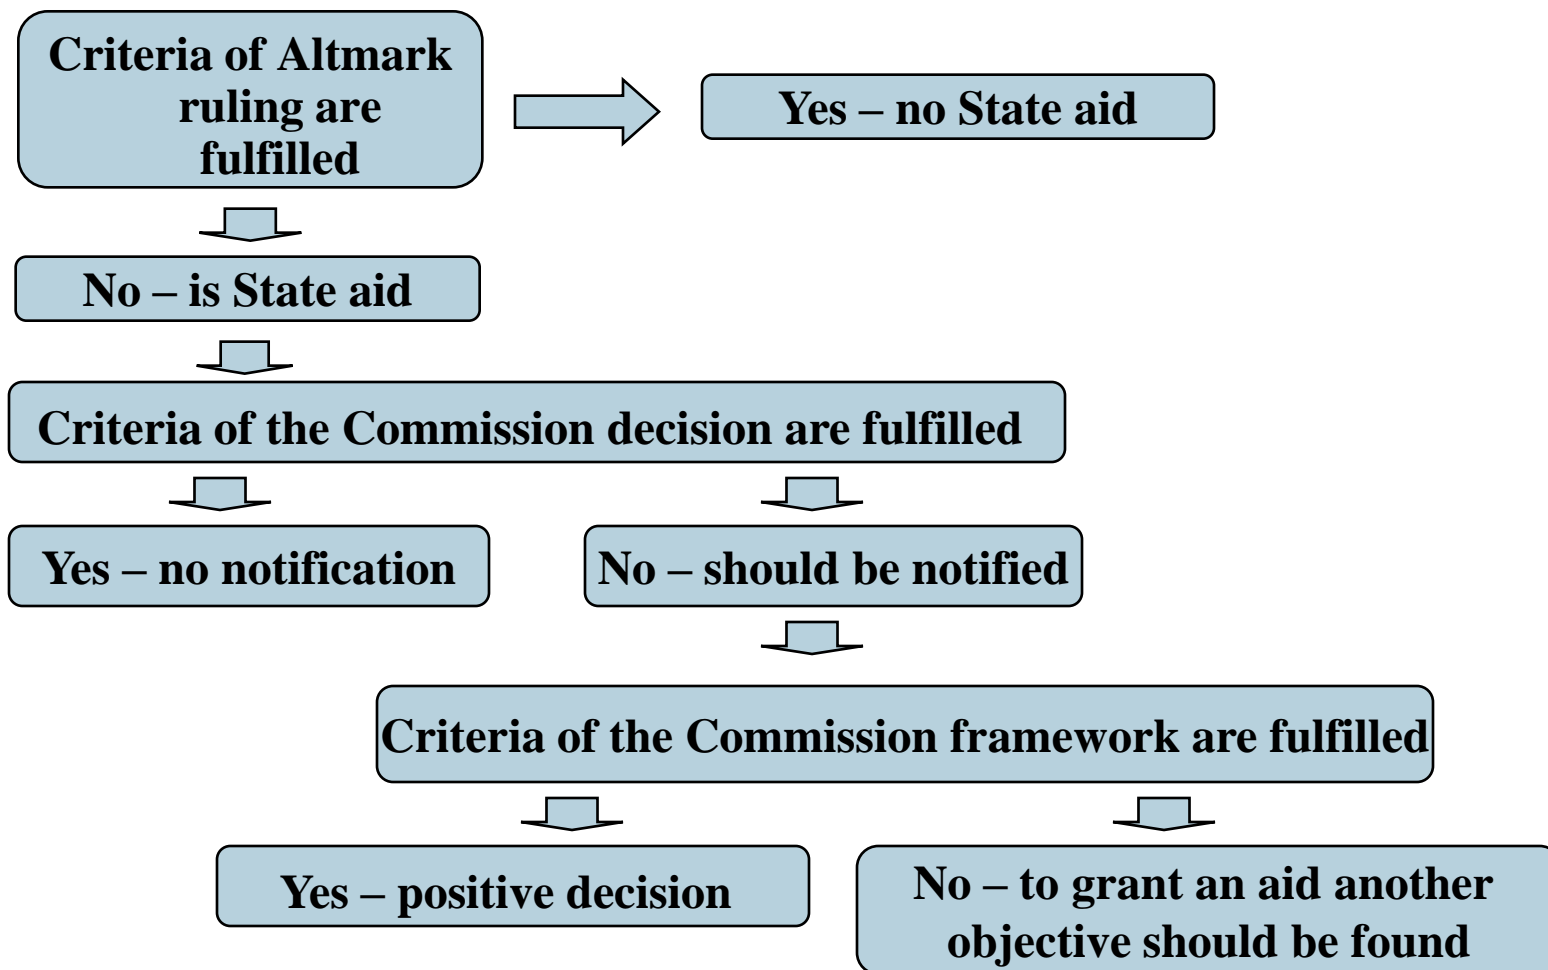 Criteria of Altmark
ruling are
fulfilled
Yes – no State aid
No – is State aid
Criteria of the Commission decision are fulfilled
Yes – no notification
No – should be notified
Criteria of the Commission framework are fulfilled
Yes – positive decision
No – to grant an aid another
objective should be found